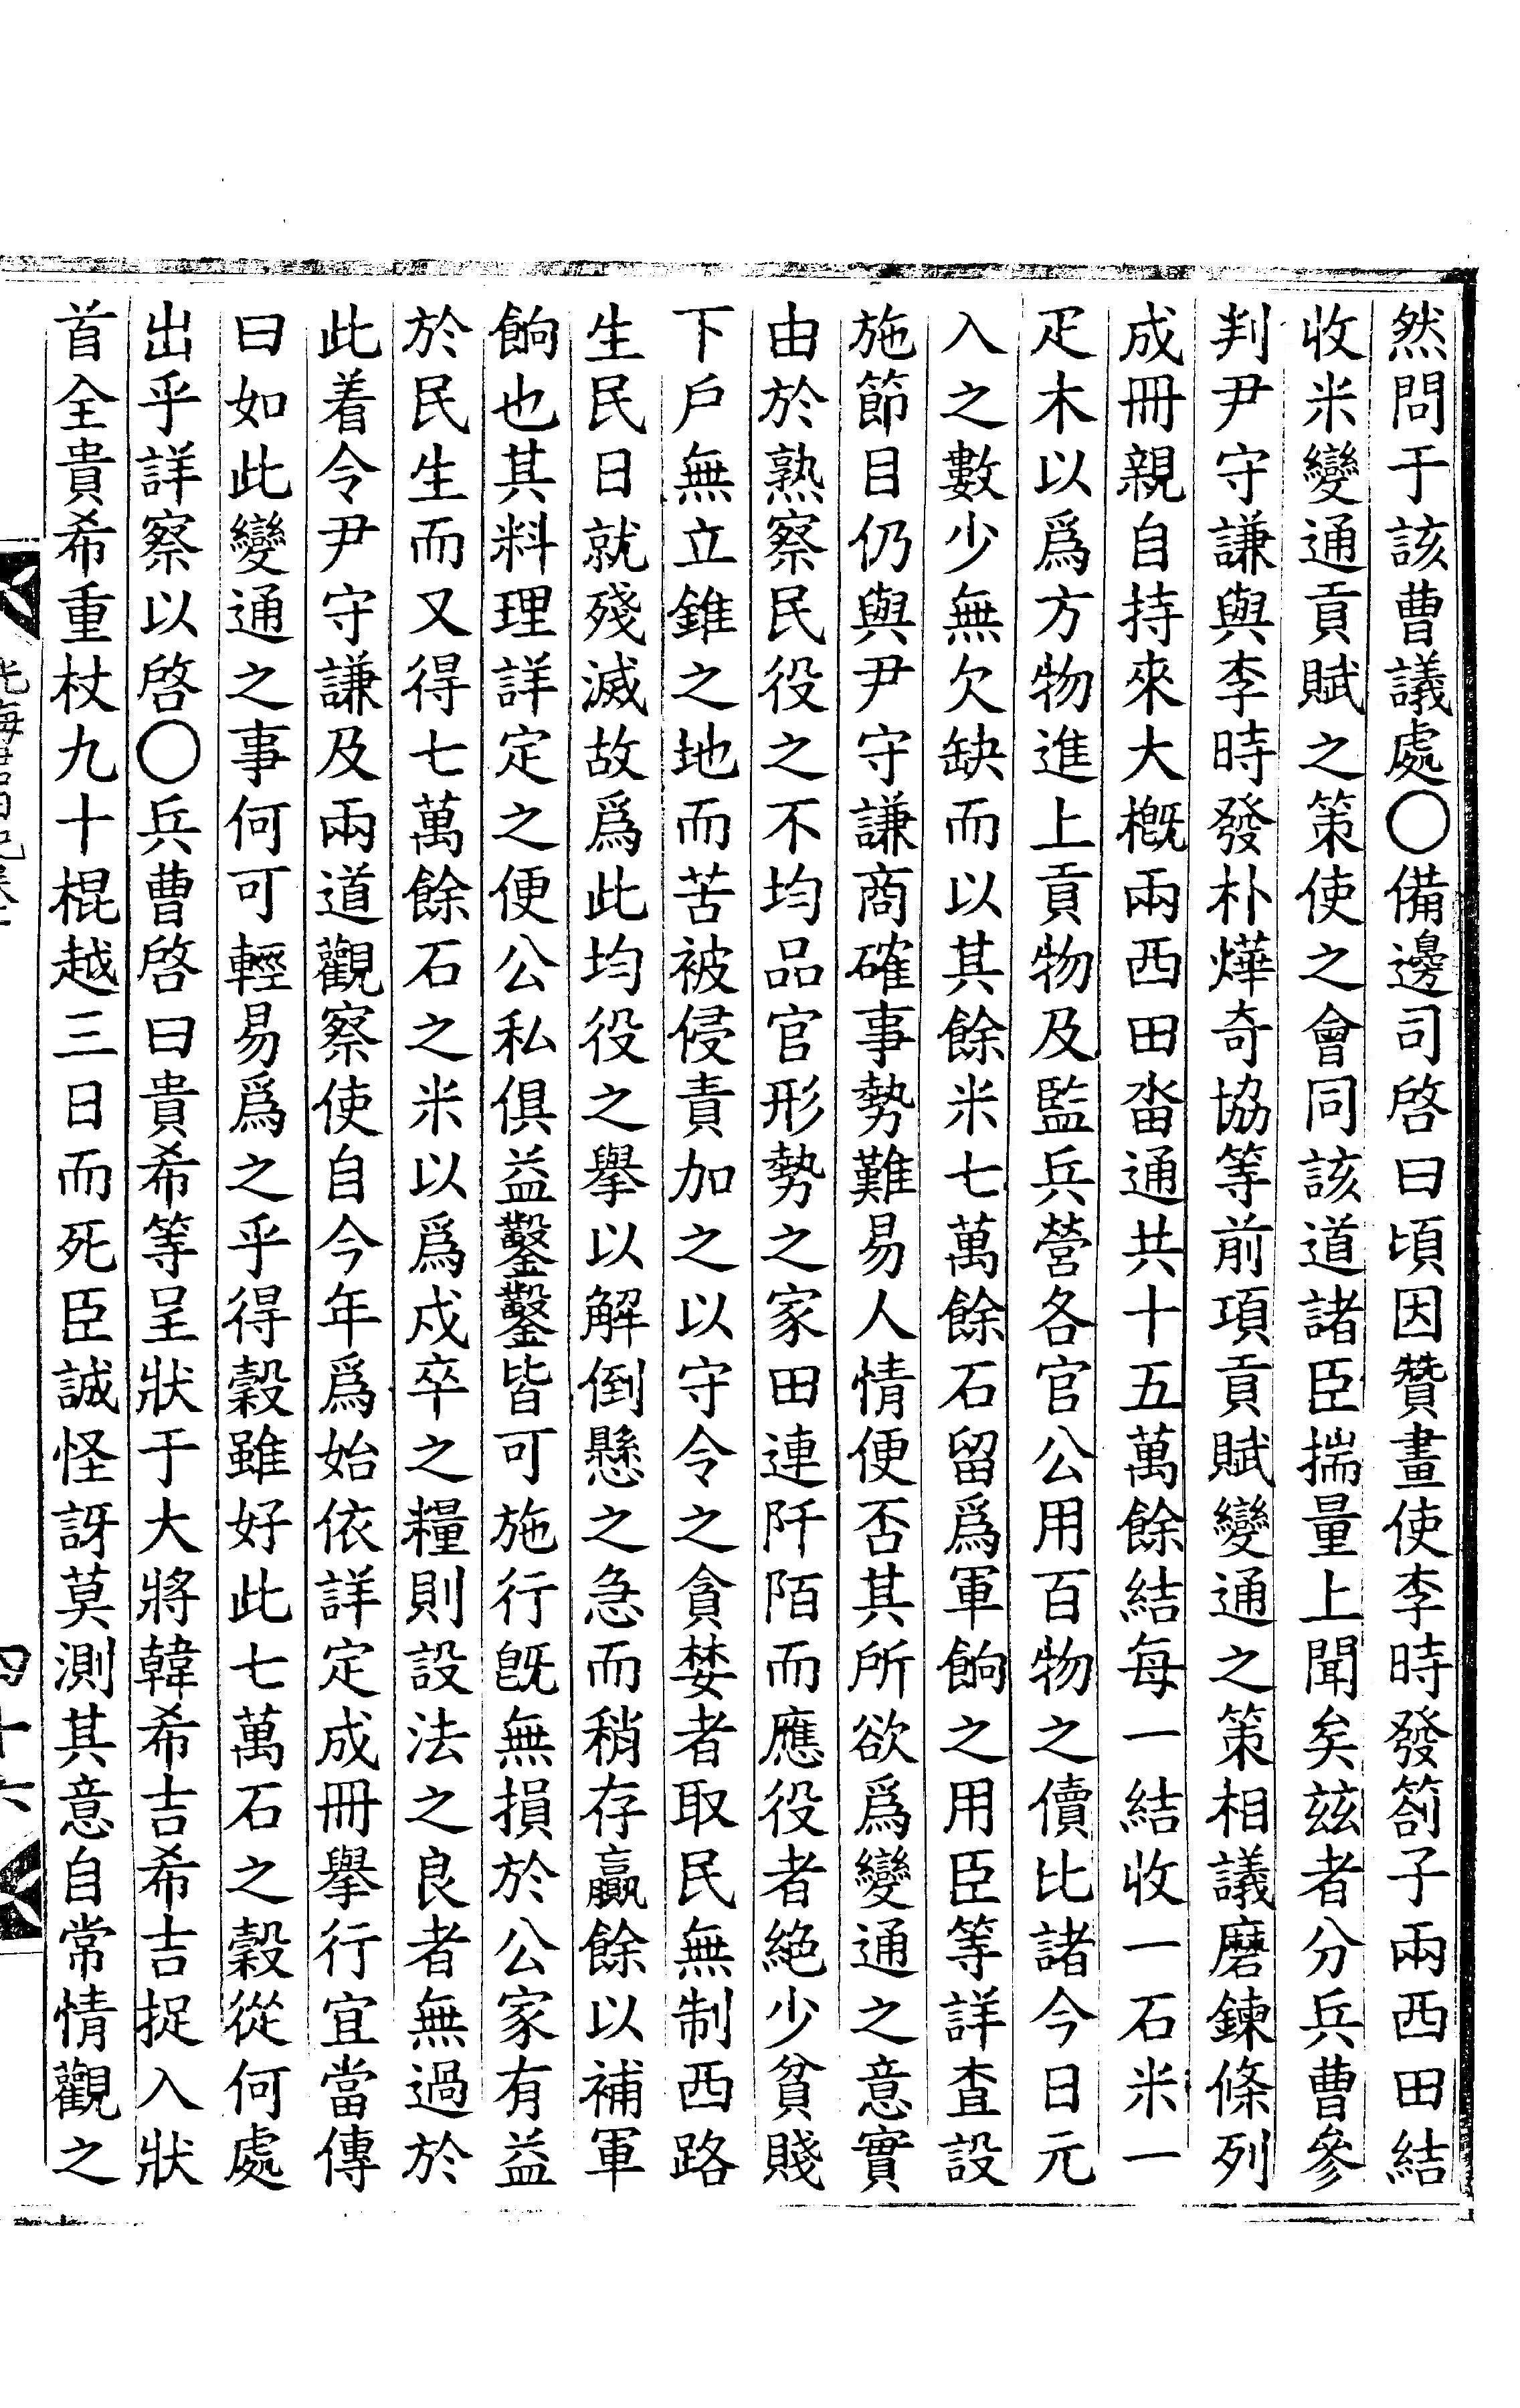 然問于該曹議處○備邊司啓曰頃因贊畫使李時發箚子兩西田結
收米變通貢賦之策使之會同該道諸臣揣量上聞矣玆者分兵曹參
判尹守謙與李時發朴燁奇協等前項貢賦變通之策相議磨鍊條列
成冊親自持來大槪兩西田畓通共十五萬餘結每一結收一石米一
疋木以爲方物進上貢物及監兵營各官公用百物之價比諸今日元
入之數少無欠缺而以其餘米七萬餘石留爲軍餉之用臣等詳査設
施節目仍與尹守謙商確事勢難易人情便否其所欲爲變通之意實
由於熟察民役之不均品官形勢之家田連阡陌而應役者絶少貧賤
下戶無立錐之地而苦被侵責加之以守令之貪婪者取民無制西路
生民日就殘滅故爲此均役之擧以解倒懸之急而稍存贏餘以補軍
餉也其料理詳定之便公私俱益鑿鑿皆可施行旣無損於公家有益
於民生而又得七萬餘石之米以爲戍卒之糧則設法之良者無過於
此着令尹守謙及兩道觀察使自今年爲始依詳定成冊擧行宜當傳
曰如此變通之事何可輕易爲之乎得穀雖好此七萬石之穀從何處
出乎詳察以啓○兵曹啓曰貴希等呈狀于大將韓希吉希吉捉入狀
首全貴希重杖九十棍越三日而死臣誠怪訝莫測其意自常情觀之
四十六